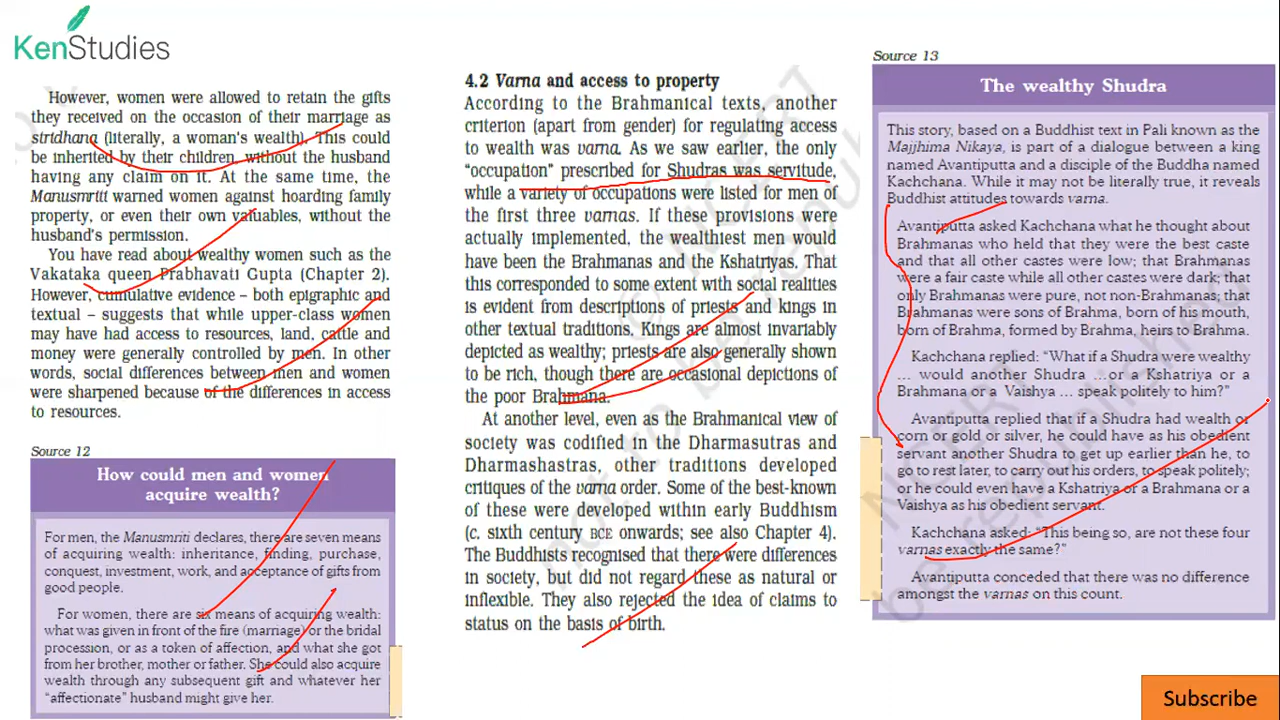 KenStudies
However, women were allowed to retain the gifts
they received on the occasion of their marriage as
stridhana (literally, a woman's wealth). This could
be inherited by their children, without the husband
having any claim on it. At the same time, the
Manusmriti warned women against hoarding family
property, or even their own valuables, without the
husband's permission.
You have read about wealthy women such as the
Vakataka queen Prabhavati Gupta (Chapter 2).
However, cumulative evidence – both epigraphic and
textual – suggests that while upper-class women
may have had access to resources, land, cattle and
money were generally controlled by men. In other
words, social differences between men and women
were sharpened because of the differences in access
to resources.
Source 12
How could men and women
acquire wealth?
For men, the Manusmriti declares, there are seven means
of acquiring wealth: inheritance, finding, purchase,
conquest, investment, work, and acceptance of gifts from
good people.
For women, there are six means of acquiring wealth:
what was given in front of the fire (marriage) or the bridal
procession, or as a token of affection, and what she got
from her brother, mother or father. She could also acquire
wealth through any subsequent gift and whatever her
“affectionate” husband might give her.
4.2 Varna and access to property
According to the Brahmanical texts, another
criterion (apart from gender) for regulating access
to wealth was varna. As we saw earlier, the only
“occupation” prescribed for Shudras was servitude,
while a variety of occupations were listed for men of
the first three varnas. If these provisions were
actually implemented, the wealthiest men would
have been the Brahmanas and the Kshatriyas. That
this corresponded to some extent with social realities
is evident from descriptions of priests and kings in
other textual traditions. Kings are almost invariably
depicted as wealthy; priests are also generally shown
to be rich, though there are occasional depictions of
the poor Brahmana.
At another level, even as the Brahmanical view of
society was codified in the Dharmasutras and
Dharmashastras, other traditions developed
critiques of the varna order. Some of the best-known
of these were developed within early Buddhism
(c. sixth century BCE onwards; see also Chapter 4).
The Buddhists recognised that there were differences
in society, but did not regard these as natural or
inflexible. They also rejected the idea of claims to
status on the basis of birth.
Source 13
The wealthy Shudra
This story, based on a Buddhist text in Pali known as the
Majjhima Nikaya, is part of a dialogue between a king
named Avantiputta and a disciple of the Buddha named
Kachchana. While it may not be literally true, it reveals
Buddhist attitudes towards varna.
Avantiputta asked Kachchana what he thought about
Brahmanas who held that they were the best caste
and that all other castes were low; that Brahmanas
were a fair caste while all other castes were dark; that
only Brahmanas were pure, not non-Brahmanas; that
Brahmanas were sons of Brahma, born of his mouth,
born of Brahma, formed by Brahma, heirs to Brahma.
Kachchana replied: “What if a Shudra were wealthy
… would another Shudra …or a Kshatriya or a
Brahmana or a Vaishya … speak politely to him?”
Avantiputta replied that if a Shudra had wealth or
corn or gold or silver, he could have as his obedient
servant another Shudra to get up earlier than he, to
go to rest later, to carry out his orders, to speak politely;
or he could even have a Kshatriya or a Brahmana or a
Vaishya as his obedient servant.
Kachchana asked: “This being so, are not these four
varnas exactly the same?”
Avantiputta conceded that there was no difference
amongst the varnas on this count.
Subscribe